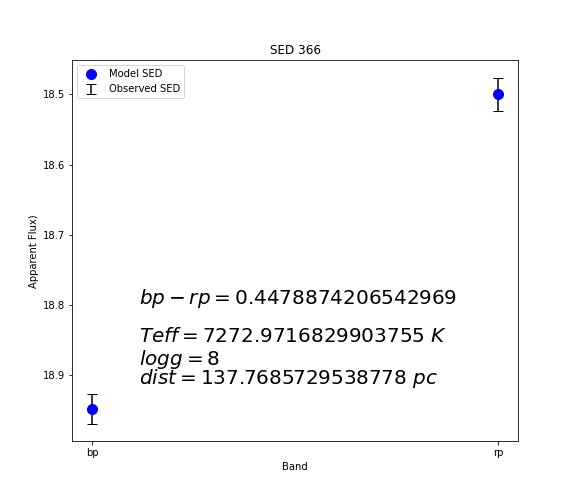 SED 366
Model SED
Observed SED
18.5
18.6
18.7
18.8
18.9
Apparent Flux)
bp − rp = 0.4478874206542969
Teff = 7272.9716829903755 K
logg = 8
dist = 137.7685729538778 pc
bp
rp
Band